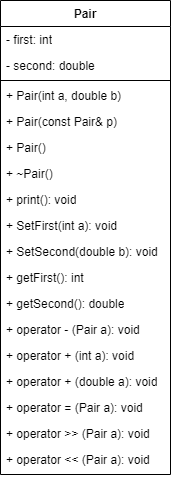 Pair
- first: int
- second: double
+ Pair(int a, double b)
+ Pair(const Pair& p)
+ Pair()
+ ~Pair()
+ print(): void
+ SetFirst(int a): void
+ SetSecond(double b): void
+ getFirst(): int
+ getSecond(): double
+ operator - (Pair a): void
+ operator + (int a): void
+ operator + (double a): void
+ operator = (Pair a): void
+ operator >> (Pair a): void
+ operator << (Pair a): void